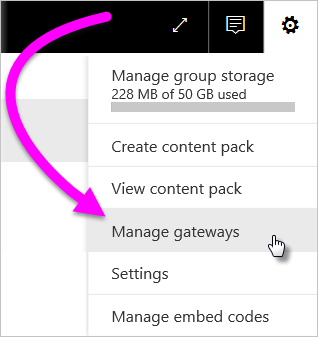 Manage group storage
228 MB of 50 GB used
Create content pack
View content pack
Manage gateways
Settings
Manage embed codes